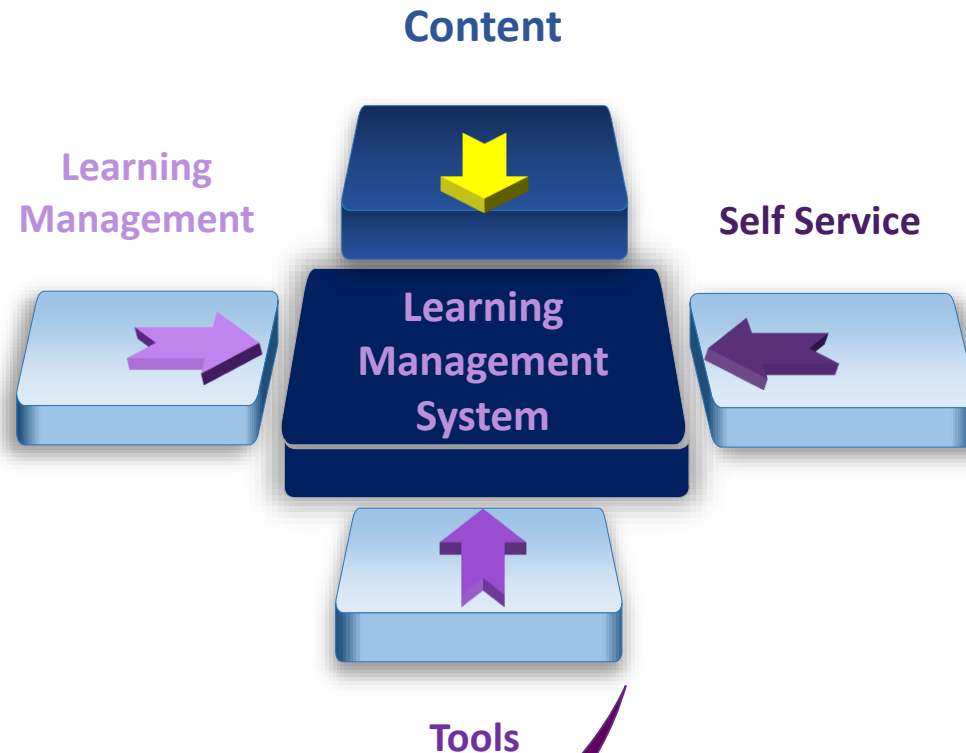 Content
Learning
Management
Self Service
Learning
Management
System
Tools